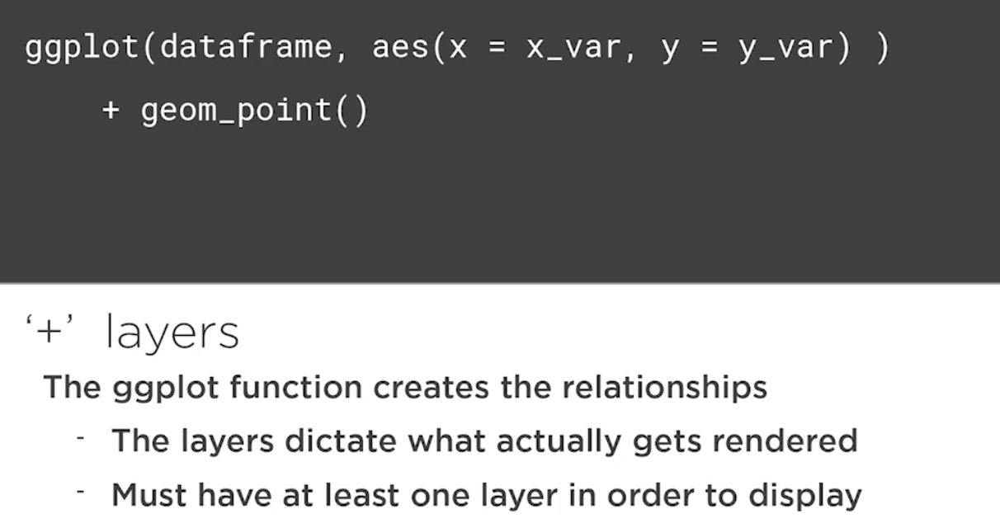 ggplot(dataframe, aes(x = x_var, y = y_var) )
+ geom_point()
‘+’ layers
The ggplot function creates the relationships
- The layers dictate what actually gets rendered
- Must have at least one layer in order to display